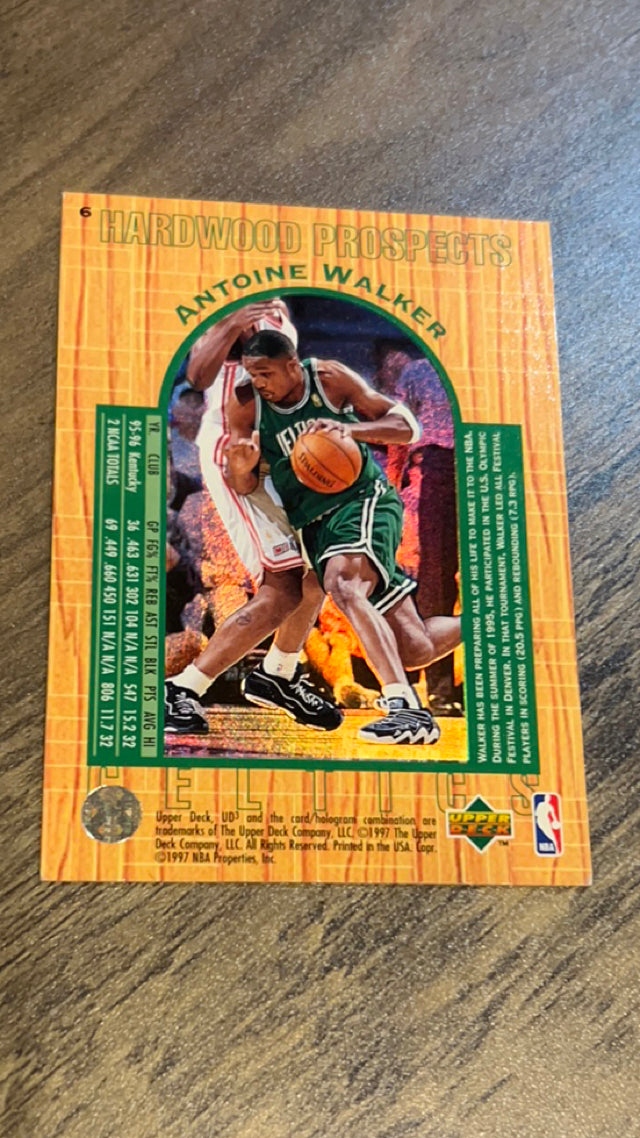 6
HARDWOOD PROSPECTS
ANTOINE WALKER
YR. CLUB GP FG% FT% REB AST STL BLK PTS AVG HI
95-96 Kentucky 36 .463 .631 302 104 N/A N/A 547 15.2 32
2 NCAA TOTALS 69 .449 .660 450 151 N/A N/A 806 11.7 32
SPALDING
WALKER HAS BEEN PREPARING ALL OF HIS LIFE TO MAKE IT TO THE NBA.
DURING THE SUMMER OF 1995, HE PARTICIPATED IN THE U.S. OLYMPIC
FESTIVAL IN DENVER. IN THAT TOURNAMENT, WALKER LED ALL FESTIVAL
PLAYERS IN SCORING (20.5 PPG) AND REBOUNDING (7.3 RPG).
CELTICS
Upper Deck, UD3 and the card/hologram combination are
trademarks of The Upper Deck Company, LLC. ©1997 The Upper
Deck Company, LLC. All Rights Reserved. Printed in the USA. Copr.
©1997 NBA Properties, Inc.
UPPER
DECK
TM
NBA